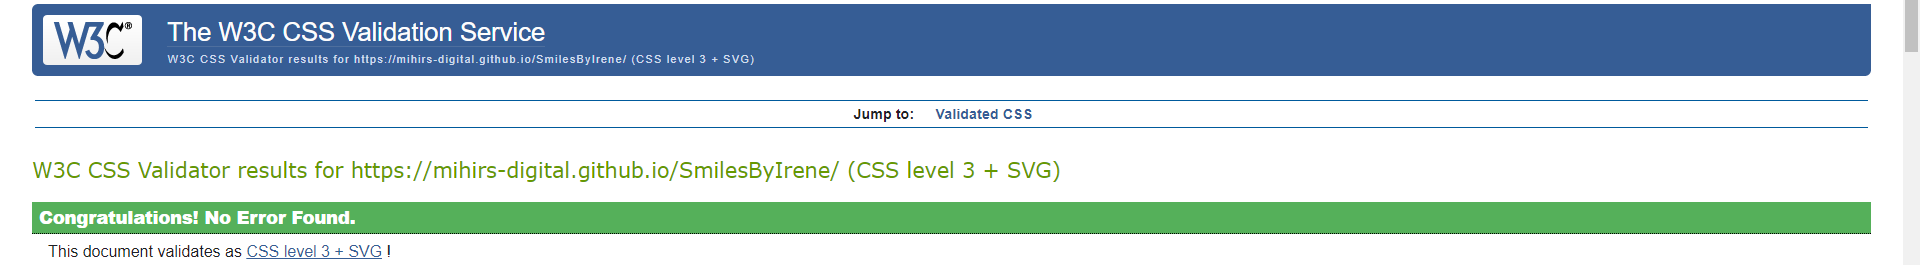 W3C®
The W3C CSS Validation Service
W3C CSS Validator results for https://mihirs-digital.github.io/SmilesByIrene/ (CSS level 3 + SVG)
Jump to: Validated CSS
W3C CSS Validator results for https://mihirs-digital.github.io/SmilesByIrene/ (CSS level 3 + SVG)
Congratulations! No Error Found.
This document validates as CSS level 3 + SVG !